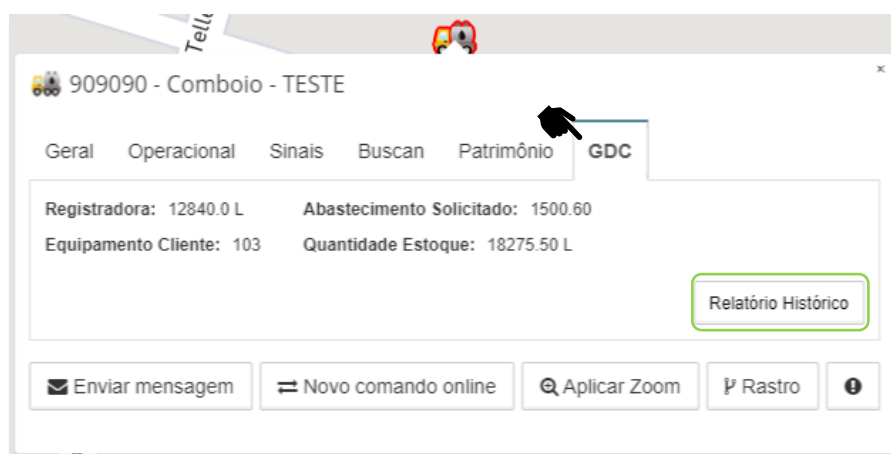 Telle
909090 - Comboio - TESTE
×
Geral Operacional Sinais Buscan Patrimônio GDC
Registradora: 12840.0 L Abastecimento Solicitado: 1500.60
Equipamento Cliente: 103 Quantidade Estoque: 18275.50 L
Relatório Histórico
Enviar mensagem Novo comando online Aplicar Zoom Rastro